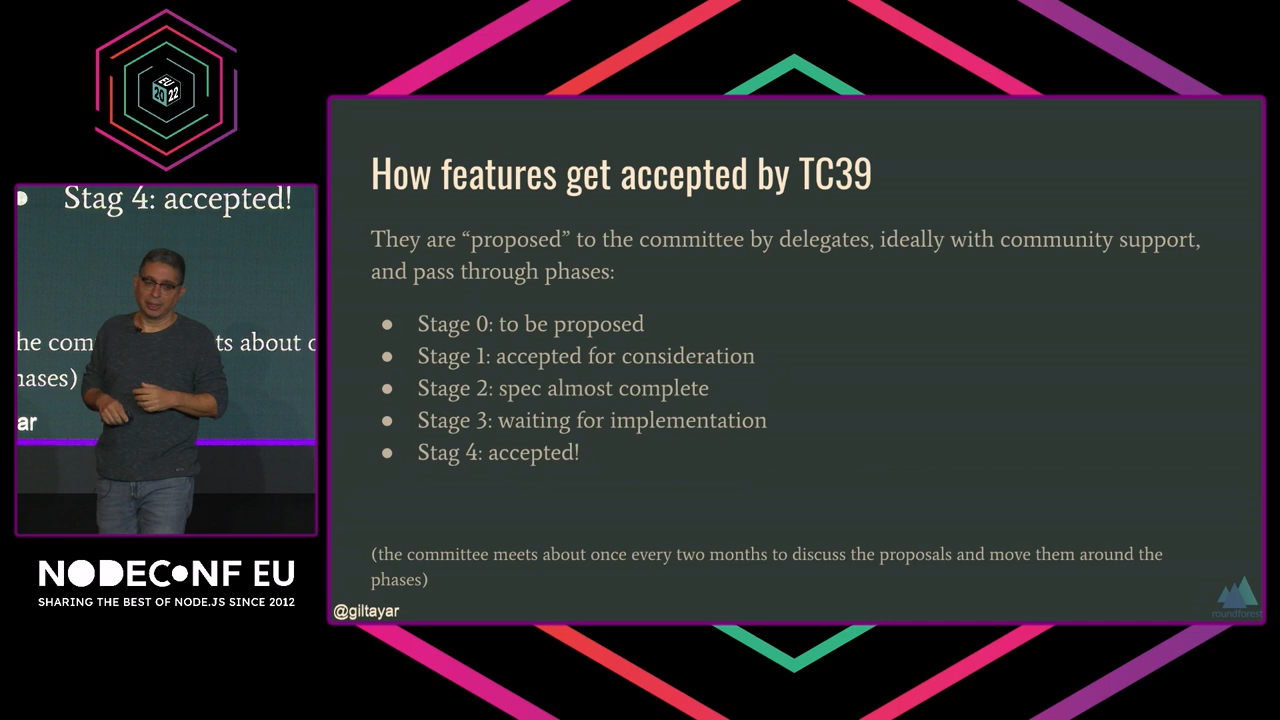 EU
20 22
Stag 4: accepted!
he com ts about
hases)
ar
NODECONF EU
SHARING THE BEST OF NODE.JS SINCE 2012
How features get accepted by TC39
They are “proposed” to the committee by delegates, ideally with community support,
and pass through phases:
● Stage 0: to be proposed
● Stage 1: accepted for consideration
● Stage 2: spec almost complete
● Stage 3: waiting for implementation
● Stag 4: accepted!
(the committee meets about once every two months to discuss the proposals and move them around the
phases)
@giltayar
roundforest